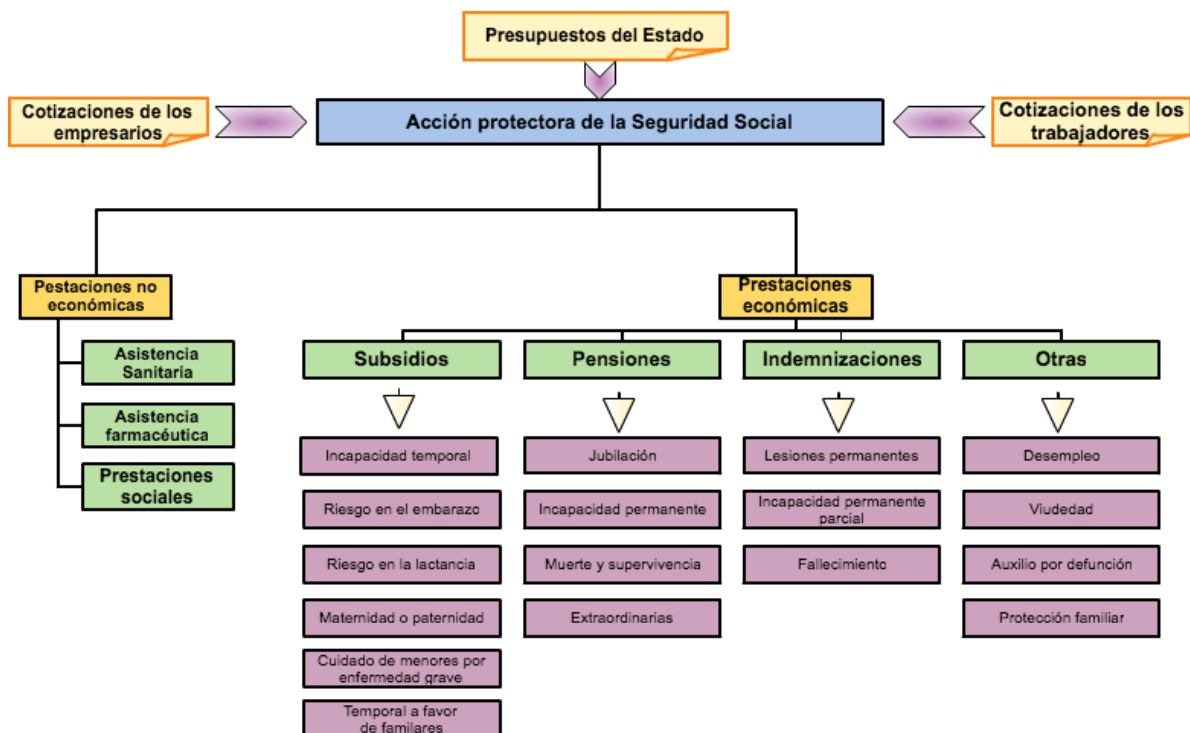 Presupuestos del Estado
Cotizaciones de los
empresarios
Acción protectora de la Seguridad Social
Cotizaciones de los
trabajadores
Pestaciones no
económicas
Asistencia
Sanitaria
Asistencia
farmacéutica
Prestaciones
sociales
Prestaciones
económicas
Subsidios
Incapacidad temporal
Riesgo en el embarazo
Riesgo en la lactancia
Maternidad o paternidad
Cuidado de menores por
enfermedad grave
Temporal a favor
de familares
Pensiones
Jubilación
Incapacidad permanente
Muerte y supervivencia
Extraordinarias
Indemnizaciones
Lesiones permanentes
Incapacidad permanente
parcial
Fallecimiento
Otras
Desempleo
Viudedad
Auxilio por defunción
Protección familiar